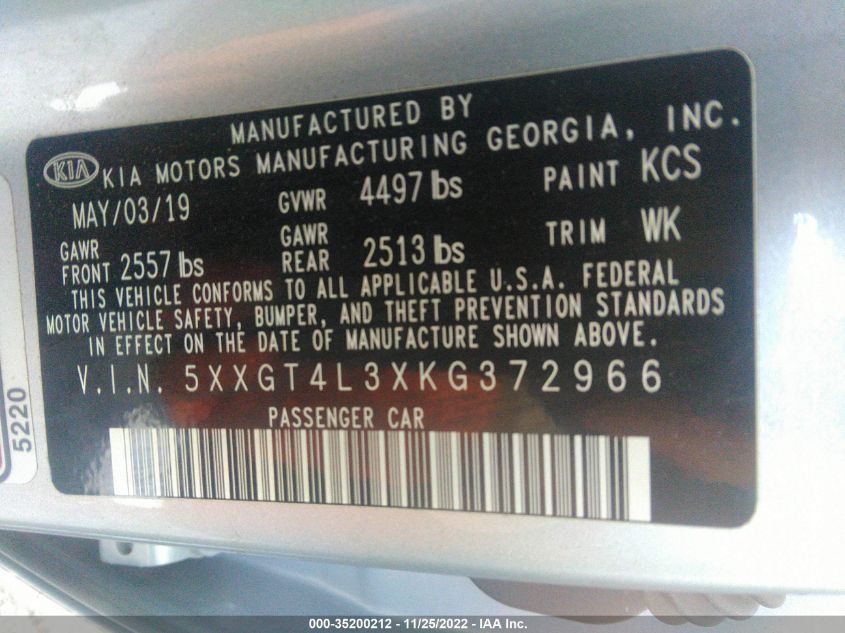 MANUFACTURED BY
KIA KIA MOTORS MANUFACTURING GEORGIA, INC.
MAY/03/19 GVWR 4497 lbs PAINT KCS
GAWR FRONT 2557 lbs GAWR REAR 2513 lbs TRIM WK
THIS VEHICLE CONFORMS TO ALL APPLICABLE U.S.A. FEDERAL
MOTOR VEHICLE SAFETY, BUMPER, AND THEFT PREVENTION STANDARDS
IN EFFECT ON THE DATE OF MANUFACTURE SHOWN ABOVE.
V.I.N. 5XXGT4L3XKG372966
PASSENGER CAR
5220
000-35200212 - 11/25/2022 - IAA Inc.